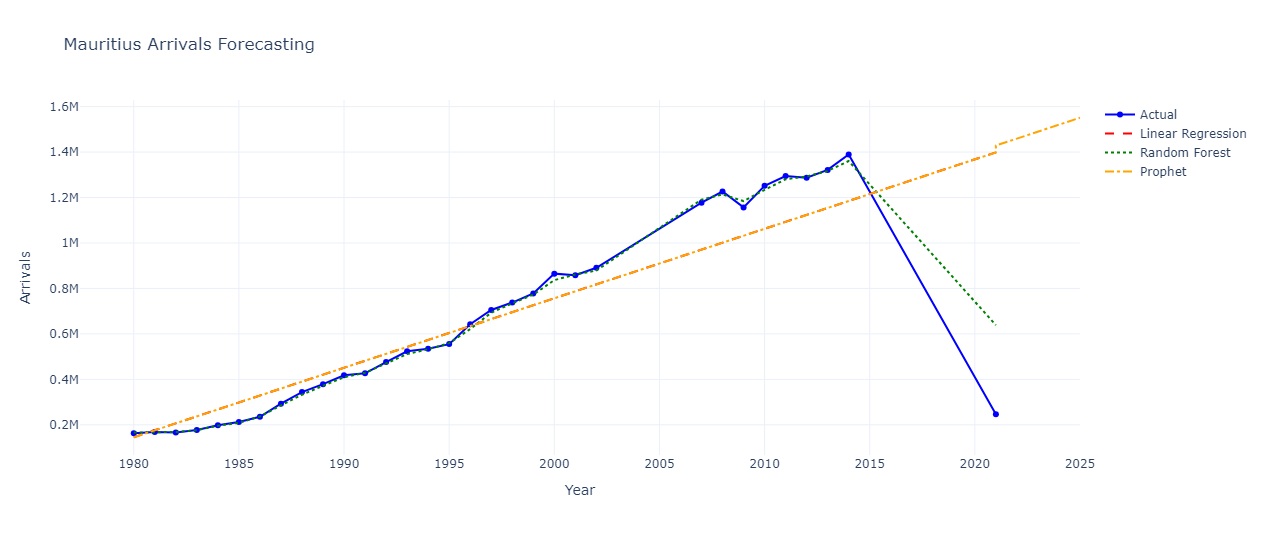 Mauritius Arrivals Forecasting
1.6M
1.4M
1.2M
1M
0.8M
0.6M
0.4M
0.2M
Arrivals
1980 1985 1990 1995 2000 2005 2010 2015 2020 2025
Year
Actual
Linear Regression
Random Forest
Prophet